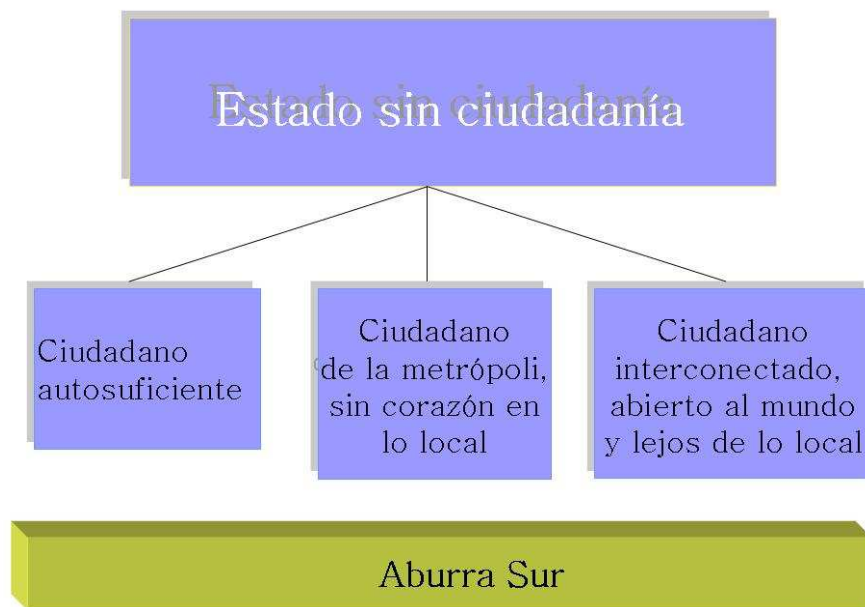 Estado sin ciudadanía
Ciudadano
autosuficiente
Ciudadano
de la metrópoli,
sin corazón en
lo local
Ciudadano
interconectado,
abierto al mundo
y lejos de lo local
Aburra Sur